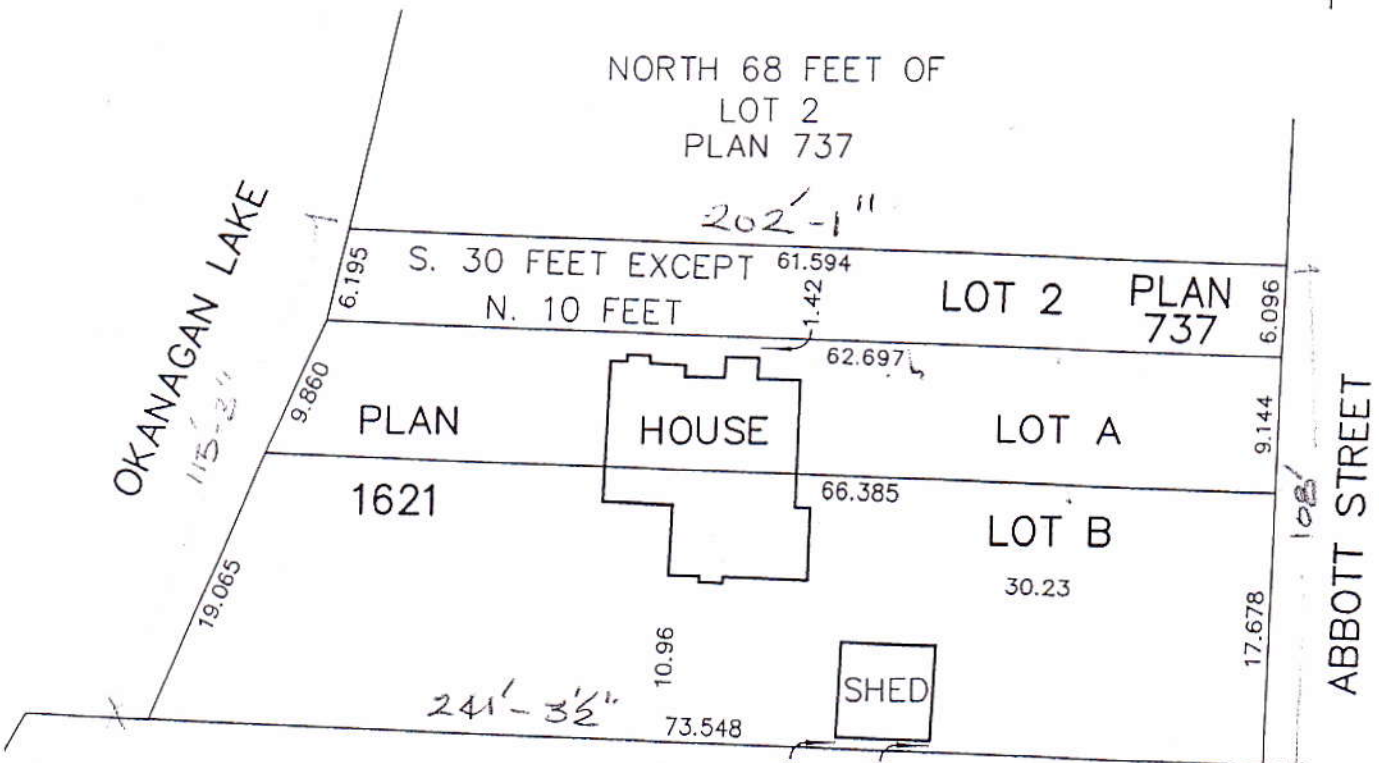 NORTH 68 FEET OF
LOT 2
PLAN 737
202'-1"
OKANAGAN LAKE
6.195
S. 30 FEET EXCEPT
N. 10 FEET
61.594
1.42
LOT 2
PLAN
737
6.096
62.697
9.860
PLAN
HOUSE
LOT A
9.144
1621
66.385
LOT B
30.23
108'
ABBOTT STREET
19.065
17.678
10.96
SHED
241'-3½"
73.548